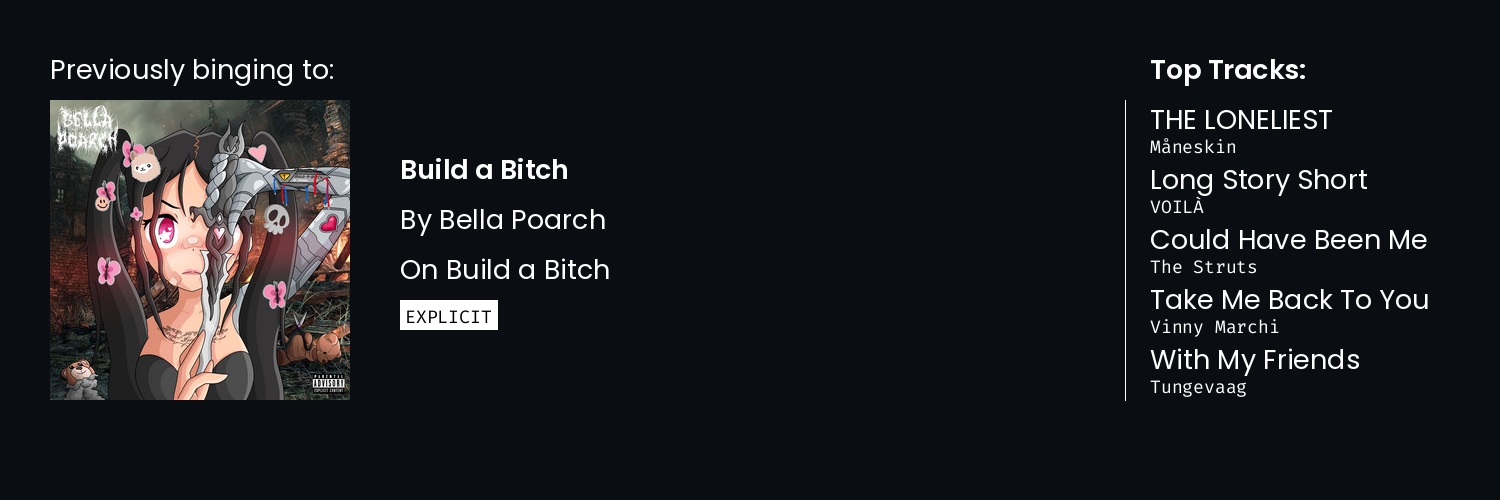 Previously binging to:
BELLA
POARCH
PARENTAL
ADVISORY
EXPLICIT CONTENT
Build a Bitch
By Bella Poarch
On Build a Bitch
EXPLICIT
Top Tracks:
THE LONELIEST
Måneskin
Long Story Short
VOILÀ
Could Have Been Me
The Struts
Take Me Back To You
Vinny Marchi
With My Friends
Tungevaag